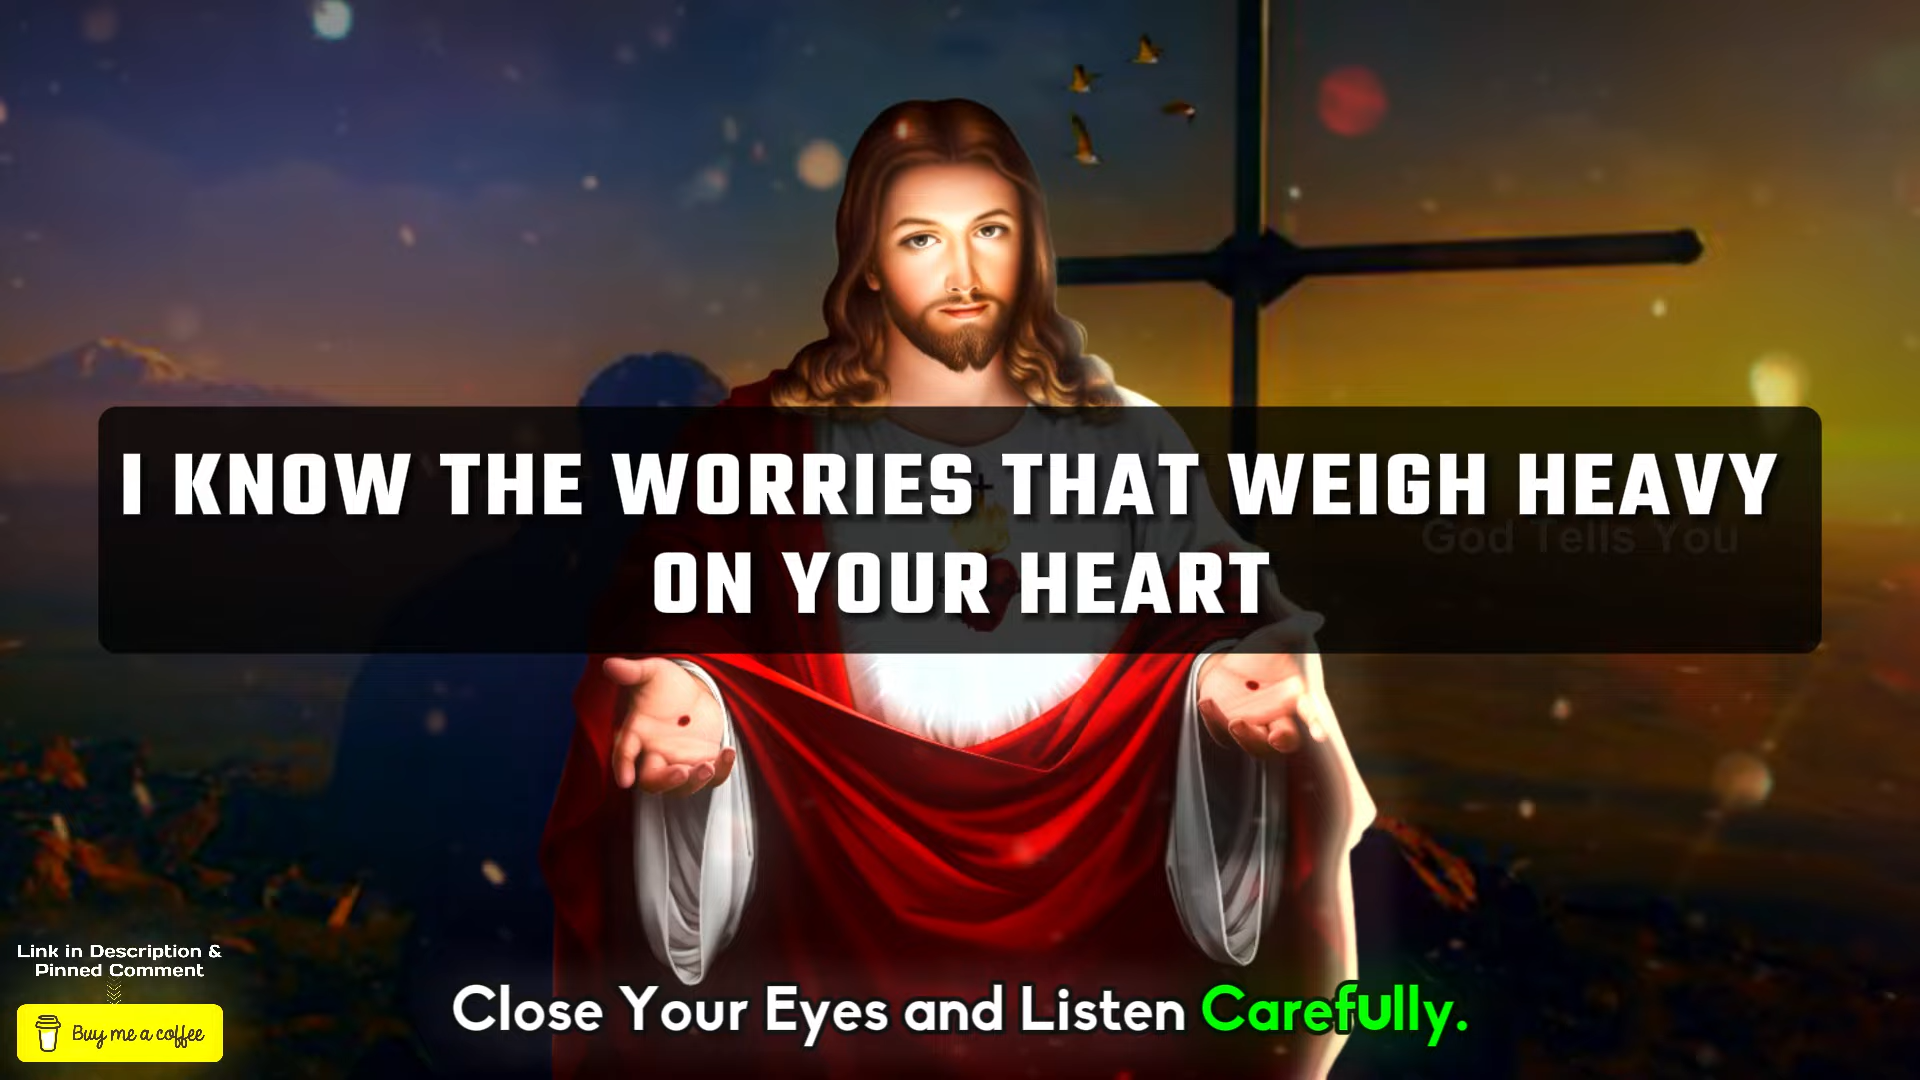 I KNOW THE WORRIES THAT WEIGH HEAVY
ON YOUR HEART
God Tells You
Link in Description &
Pinned Comment
Buy me a coffee
Close Your Eyes and Listen Carefully.